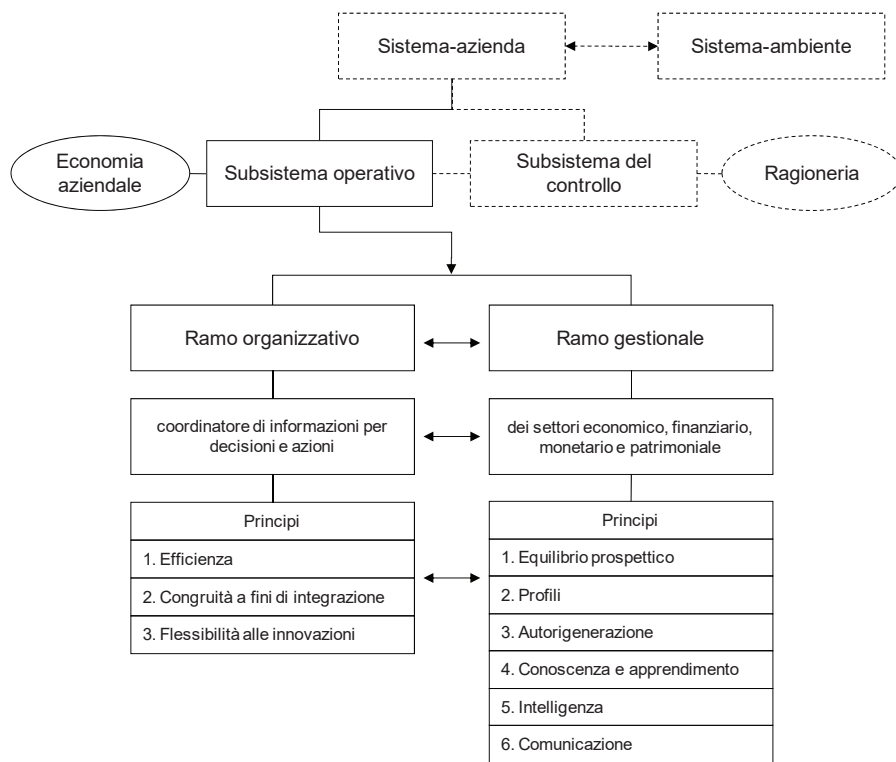 Sistema-azienda
Sistema-ambiente
Economia
aziendale
Subsistema operativo
Subsistema del
controllo
Ragioneria
Ramo organizzativo
Ramo gestionale
coordinatore di informazioni per
decisioni e azioni
dei settori economico, finanziario,
monetario e patrimoniale
Principi
1. Efficienza
2. Congruità a fini di integrazione
3. Flessibilità alle innovazioni
Principi
1. Equilibrio prospettico
2. Profili
3. Autorigenerazione
4. Conoscenza e apprendimento
5. Intelligenza
6. Comunicazione